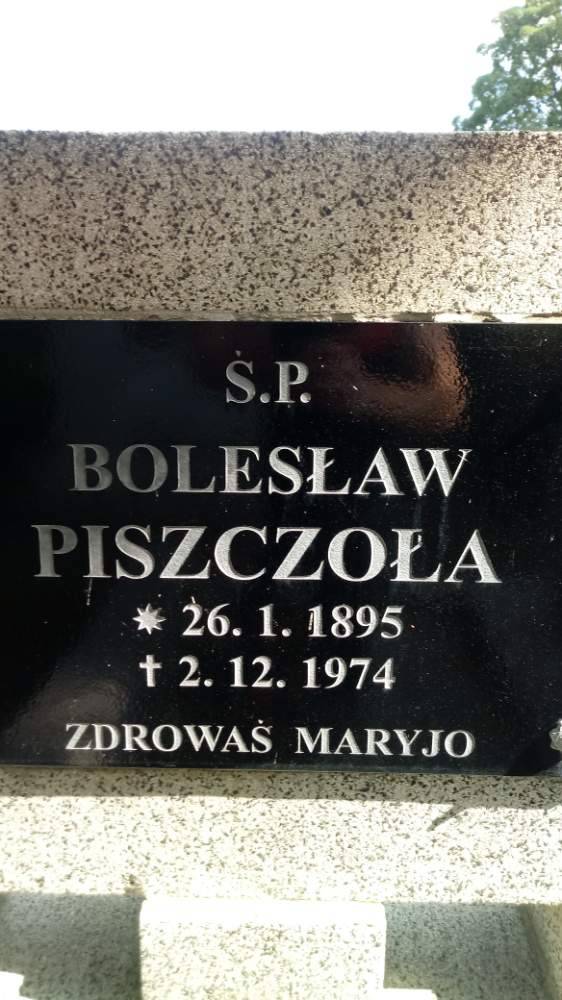 Ś.P.
BOLESŁAW
PISZCZOŁA
✷ 26. 1. 1895
✝ 2. 12. 1974
ZDROWAŚ MARYJO